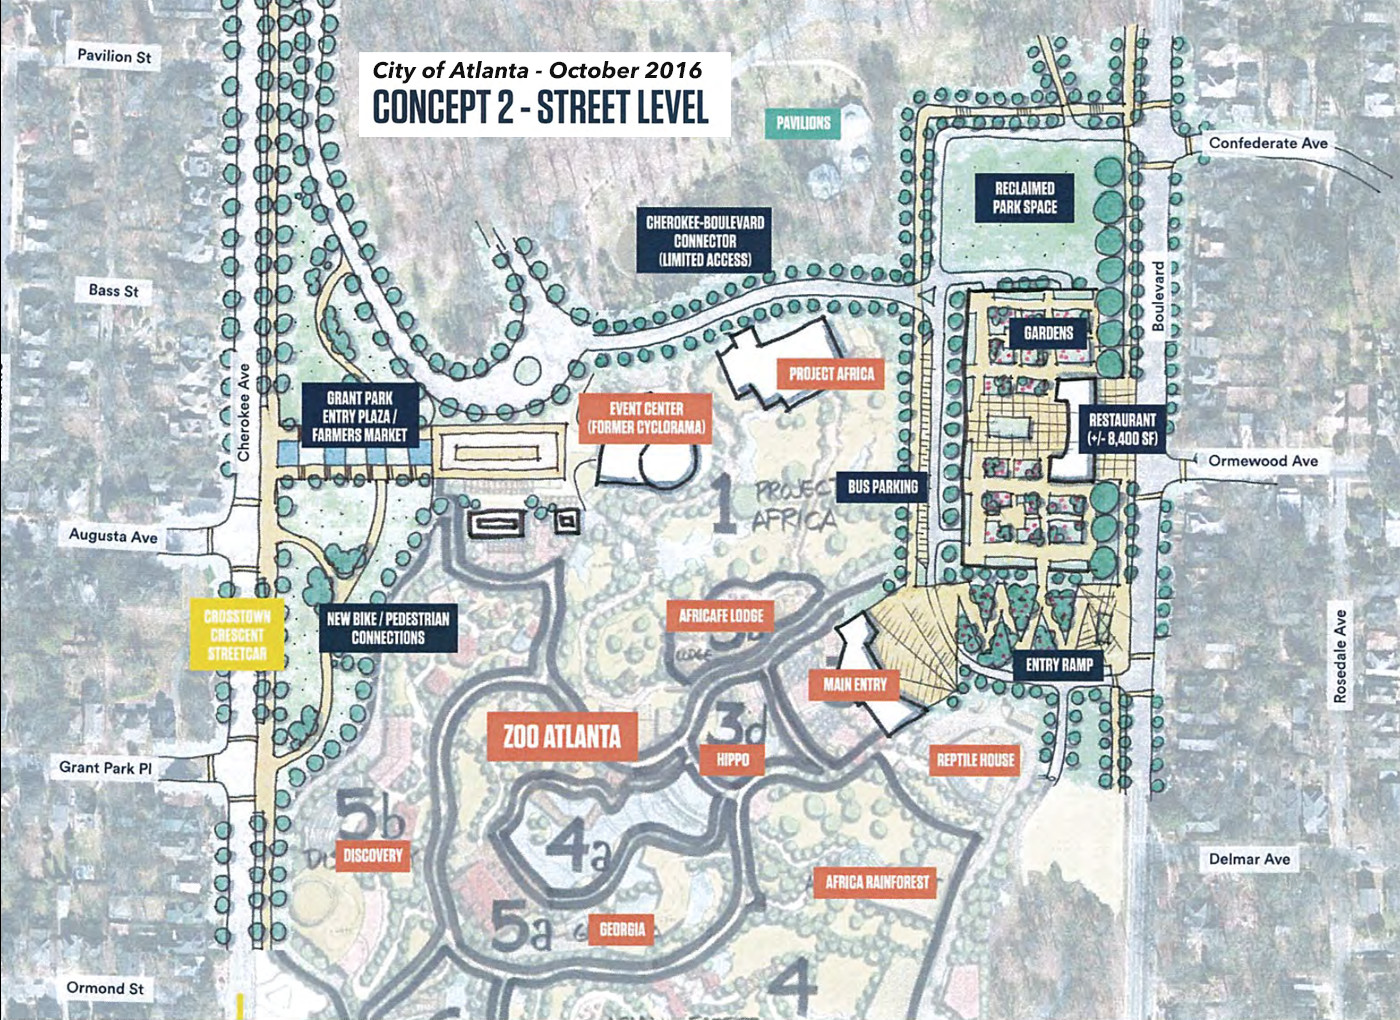 City of Atlanta - October 2016
CONCEPT 2 - STREET LEVEL
Pavilion St
PAVILIONS
Confederate Ave
RECLAIMED
PARK SPACE
CHEROKEE-BOULEVARD
CONNECTOR
(LIMITED ACCESS)
Bass St
Boulevard
GARDENS
PROJECT AFRICA
Cherokee Ave
GRANT PARK
ENTRY PLAZA /
FARMERS MARKET
EVENT CENTER
(FORMER CYCLORAMA)
RESTAURANT
(+/- 8,400 SF)
Ormewood Ave
BUS PARKING
1 PROJECT
AFRICA
Augusta Ave
CROSSTOWN
CRESCENT
STREETCAR
NEW BIKE / PEDESTRIAN
CONNECTIONS
AFRICAFE LODGE
LODGE
Rosedale Ave
ENTRY RAMP
MAIN ENTRY
ZOO ATLANTA
3d
HIPPO
REPTILE HOUSE
Grant Park Pl
5b
DISCOVERY
4a
Delmar Ave
AFRICA RAINFOREST
5a
GEORGIA
4
Ormond St